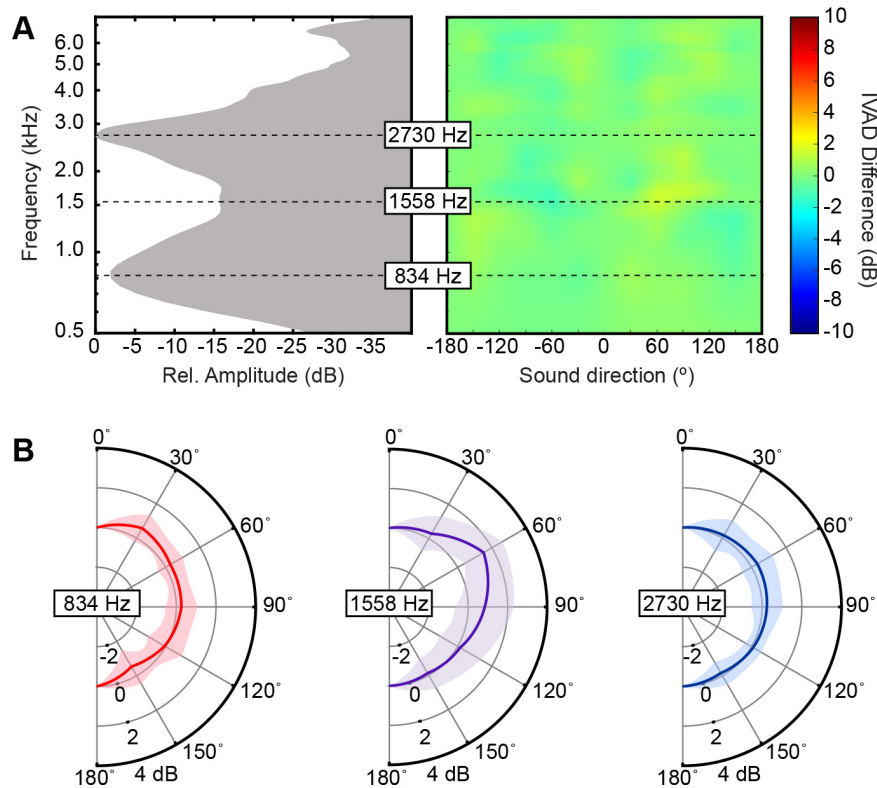 A
6.0
5.0
4.0
3.0
2.0
1.5
1.0
0.5
Frequency (kHz)
0 -5 -10 -15 -20 -25 -30 -35
Rel. Amplitude (dB)
2730 Hz
1558 Hz
834 Hz
-180 -120 -60 0 60 120 180
Sound direction (º)
10
8
6
4
2
0
-2
-4
-6
-8
-10
IVAD Difference (dB)
B
0°
30°
60°
90°
120°
150°
180°
834 Hz
-2
0
2
4 dB
0°
30°
60°
90°
120°
150°
180°
1558 Hz
-2
0
2
4 dB
0°
30°
60°
90°
120°
150°
180°
2730 Hz
-2
0
2
4 dB